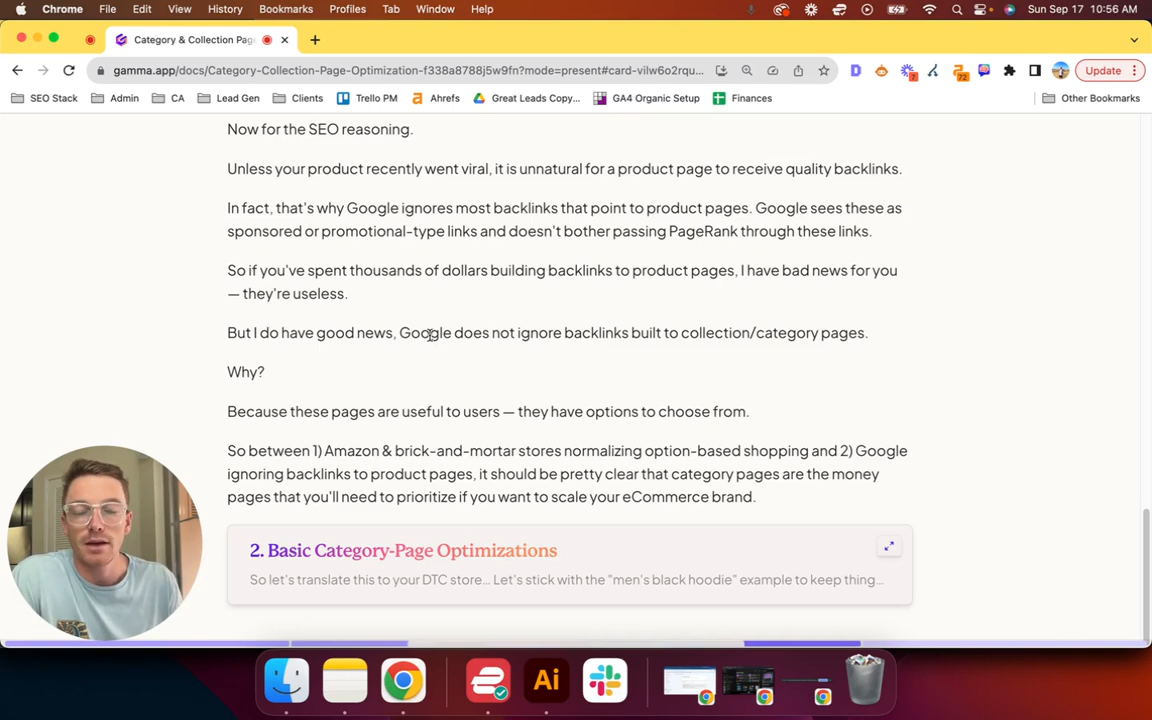 Chrome File Edit View History Bookmarks Profiles Tab Window Help Sun Sep 17 10:56 AM
Category & Collection Pag
gamma.app/docs/Category-Collection-Page-Optimization-f338a8788j5w9fn?mode=present#card-vilw6o2rqu... Update
SEO Stack Admin CA Lead Gen Clients Trello PM Ahrefs Great Leads Copy... GA4 Organic Setup Finances Other Bookmarks
Now for the SEO reasoning.
Unless your product recently went viral, it is unnatural for a product page to receive quality backlinks.
In fact, that's why Google ignores most backlinks that point to product pages. Google sees these as
sponsored or promotional-type links and doesn't bother passing PageRank through these links.
So if you've spent thousands of dollars building backlinks to product pages, I have bad news for you
— they're useless.
But I do have good news, Google does not ignore backlinks built to collection/category pages.
Why?
Because these pages are useful to users — they have options to choose from.
So between 1) Amazon & brick-and-mortar stores normalizing option-based shopping and 2) Google
ignoring backlinks to product pages, it should be pretty clear that category pages are the money
pages that you'll need to prioritize if you want to scale your eCommerce brand.
2. Basic Category-Page Optimizations
So let's translate this to your DTC store... Let's stick with the "men's black hoodie" example to keep thing...
Ai